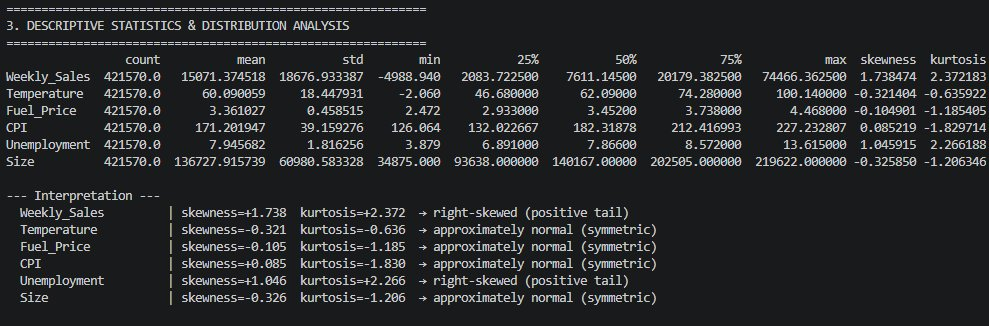 ============================================================
3. DESCRIPTIVE STATISTICS & DISTRIBUTION ANALYSIS
============================================================
count mean std min 25% 50% 75% max skewness kurtosis
Weekly_Sales 421570.0 15071.374518 18676.933387 -4988.940 2083.722500 7611.14500 20179.382500 74466.362500 1.738474 2.372183
Temperature 421570.0 60.090059 18.447931 -2.060 46.680000 62.09000 74.280000 100.140000 -0.321404 -0.635922
Fuel_Price 421570.0 3.361027 0.458515 2.472 2.933000 3.45200 3.738000 4.468000 -0.104901 -1.185405
CPI 421570.0 171.201947 39.159276 126.064 132.022667 182.31878 212.416993 227.232807 0.085219 -1.829714
Unemployment 421570.0 7.945682 1.816256 3.879 6.891000 7.86600 8.572000 13.615000 1.045915 2.266188
Size 421570.0 136727.915739 60980.583328 34875.000 93638.000000 140167.00000 202505.000000 219622.000000 -0.325850 -1.206346
--- Interpretation ---
Weekly_Sales | skewness=+1.738 kurtosis=+2.372 → right-skewed (positive tail)
Temperature | skewness=-0.321 kurtosis=-0.636 → approximately normal (symmetric)
Fuel_Price | skewness=-0.105 kurtosis=-1.185 → approximately normal (symmetric)
CPI | skewness=+0.085 kurtosis=-1.830 → approximately normal (symmetric)
Unemployment | skewness=+1.046 kurtosis=+2.266 → right-skewed (positive tail)
Size | skewness=-0.326 kurtosis=-1.206 → approximately normal (symmetric)